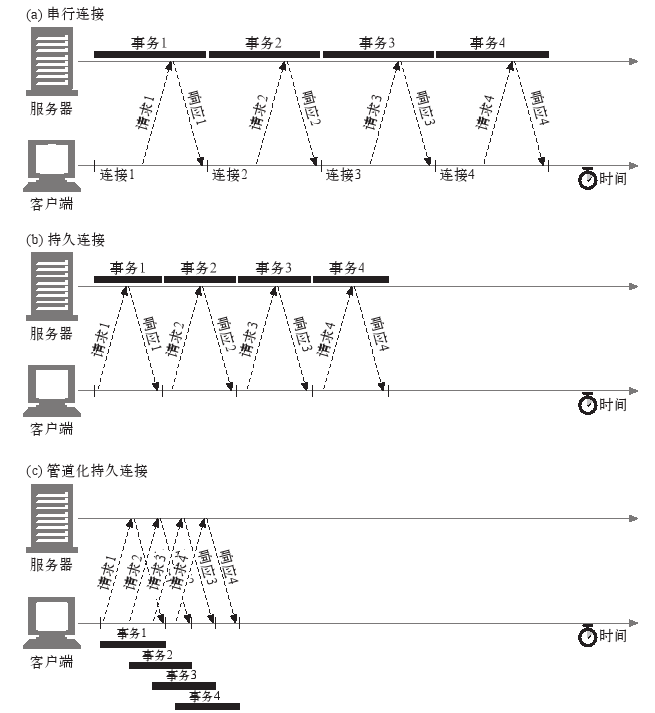 (a) 串行连接
事务1 事务2 事务3 事务4
服务器
请求1 响应1 请求2 响应2 请求3 响应3 请求4 响应4
连接1 连接2 连接3 连接4
时间
客户端
(b) 持久连接
事务1 事务2 事务3 事务4
服务器
请求1 响应1 请求2 响应2 请求3 响应3 请求4 响应4
时间
客户端
(c) 管道化持久连接
服务器
请求1 请求2 请求3 请求4 响应3 响应4
时间
客户端
事务1
事务2
事务3
事务4